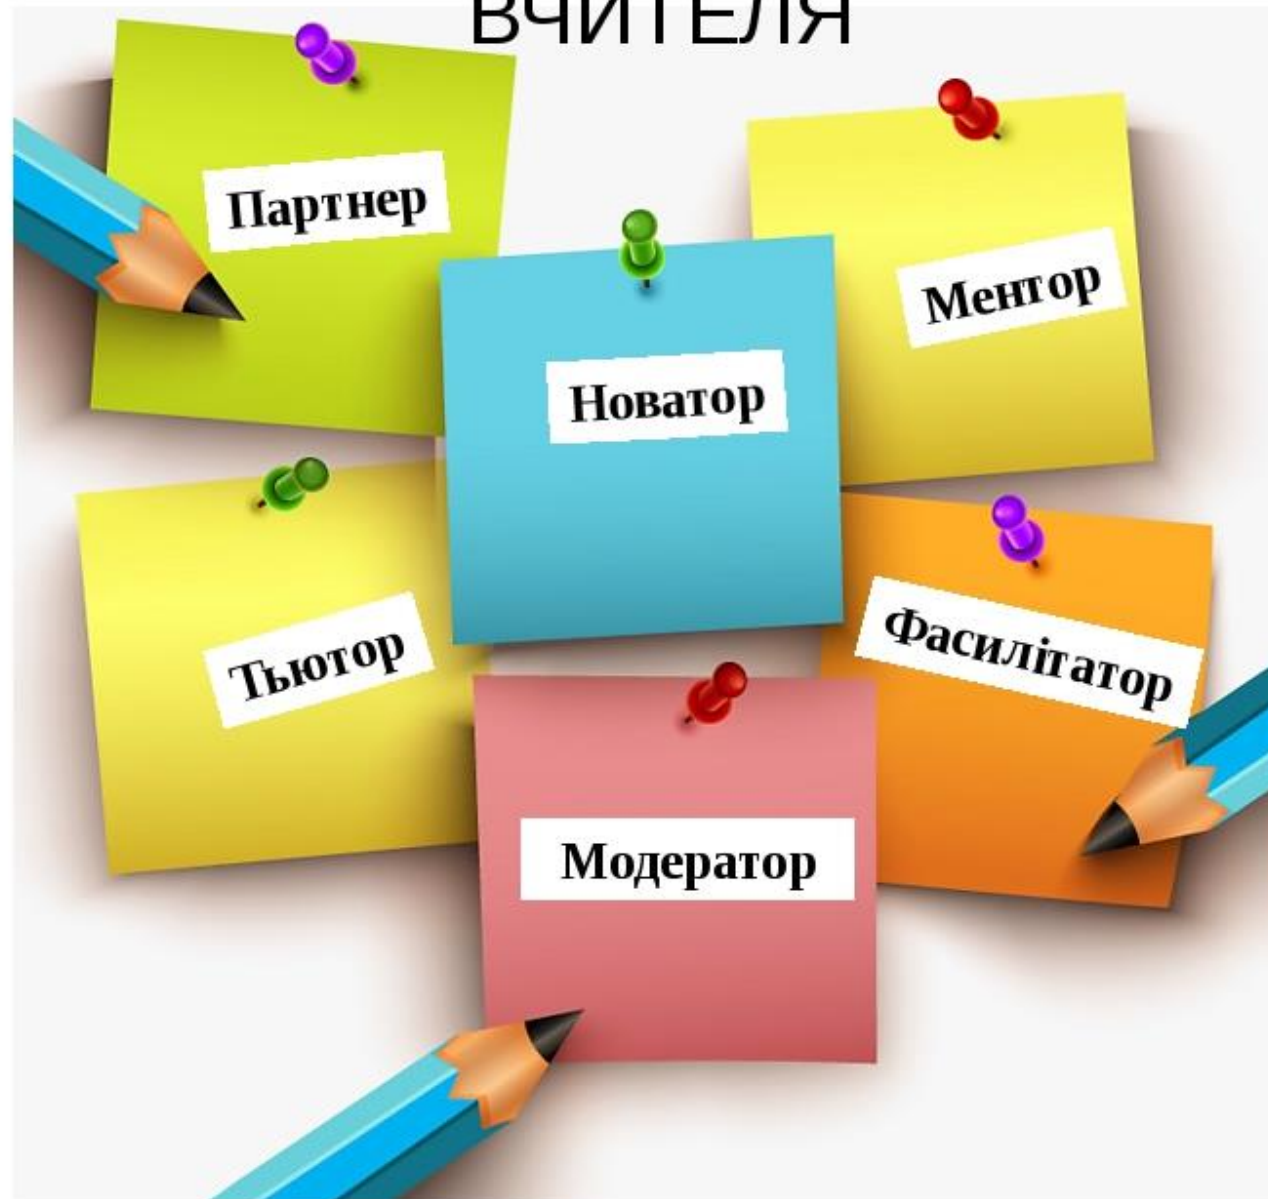 ВЧИТЕЛЯ
Партнер
Ментор
Новатор
Тьютор
Фасилітатор
Модератор